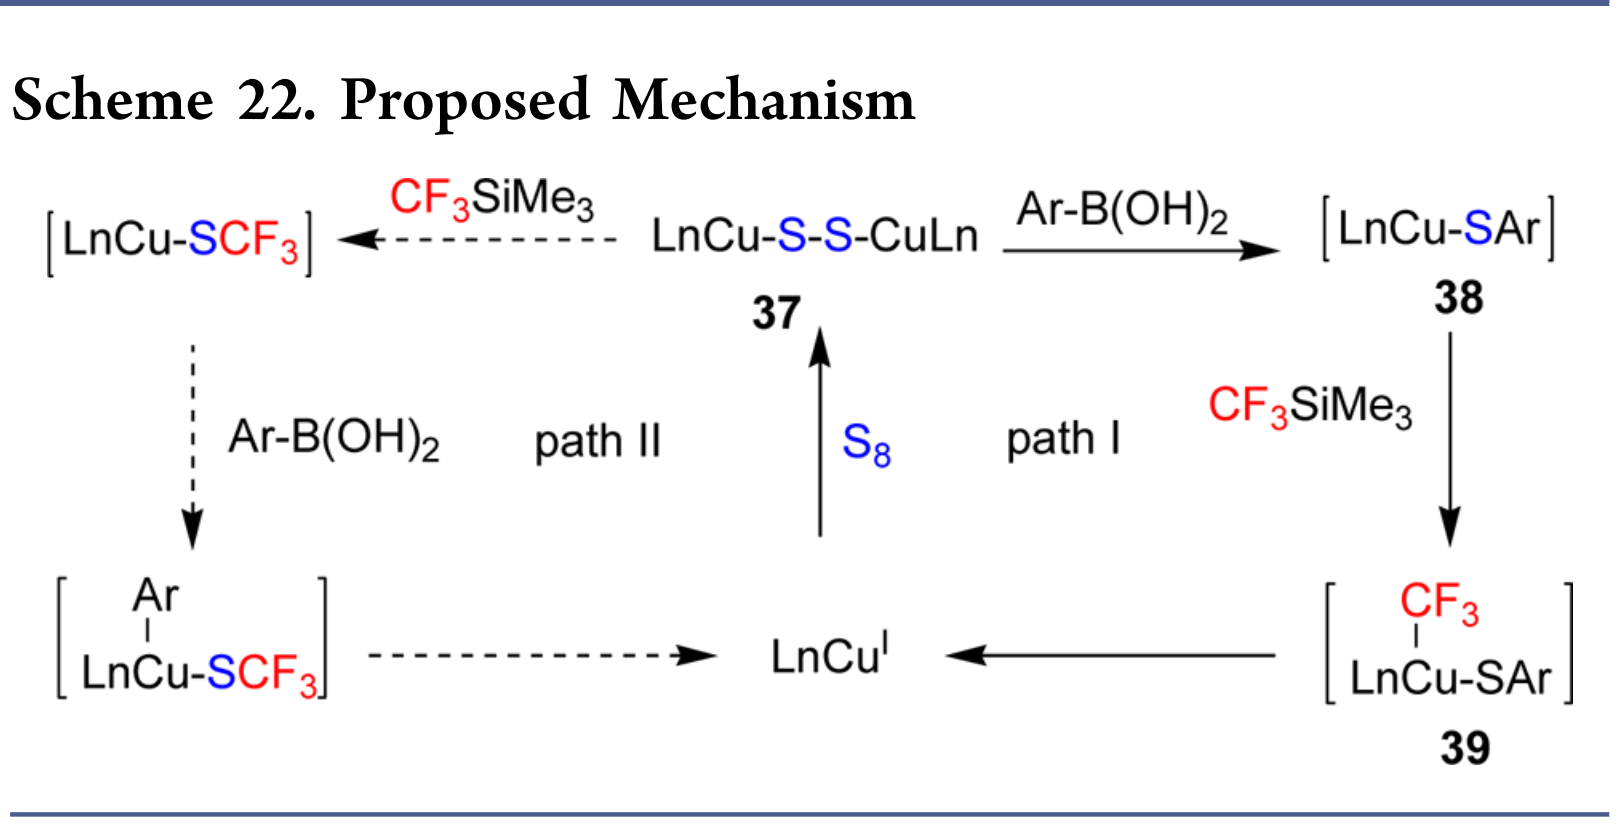 Scheme 22. Proposed Mechanism
CF3SiMe3
Ar-B(OH)2
[LnCu-SCF3]
LnCu-S-S-CuLn
[LnCu-SAr]
37
38
Ar-B(OH)2
path II
S8
path I
CF3SiMe3
Ar
LnCu-SCF3
LnCuI
CF3
LnCu-SAr
39